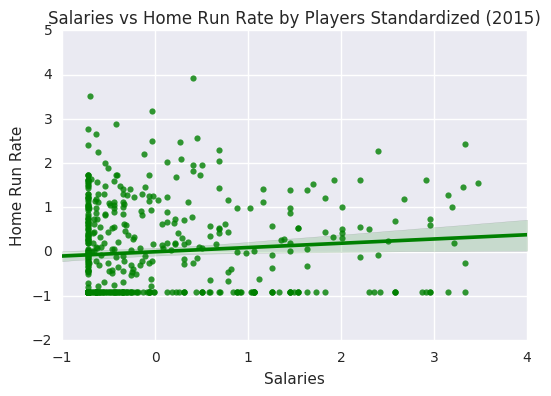 Salaries vs Home Run Rate by Players Standardized (2015)
5
4
3
2
1
0
−1
−2
Home Run Rate
−1 0 1 2 3 4
Salaries